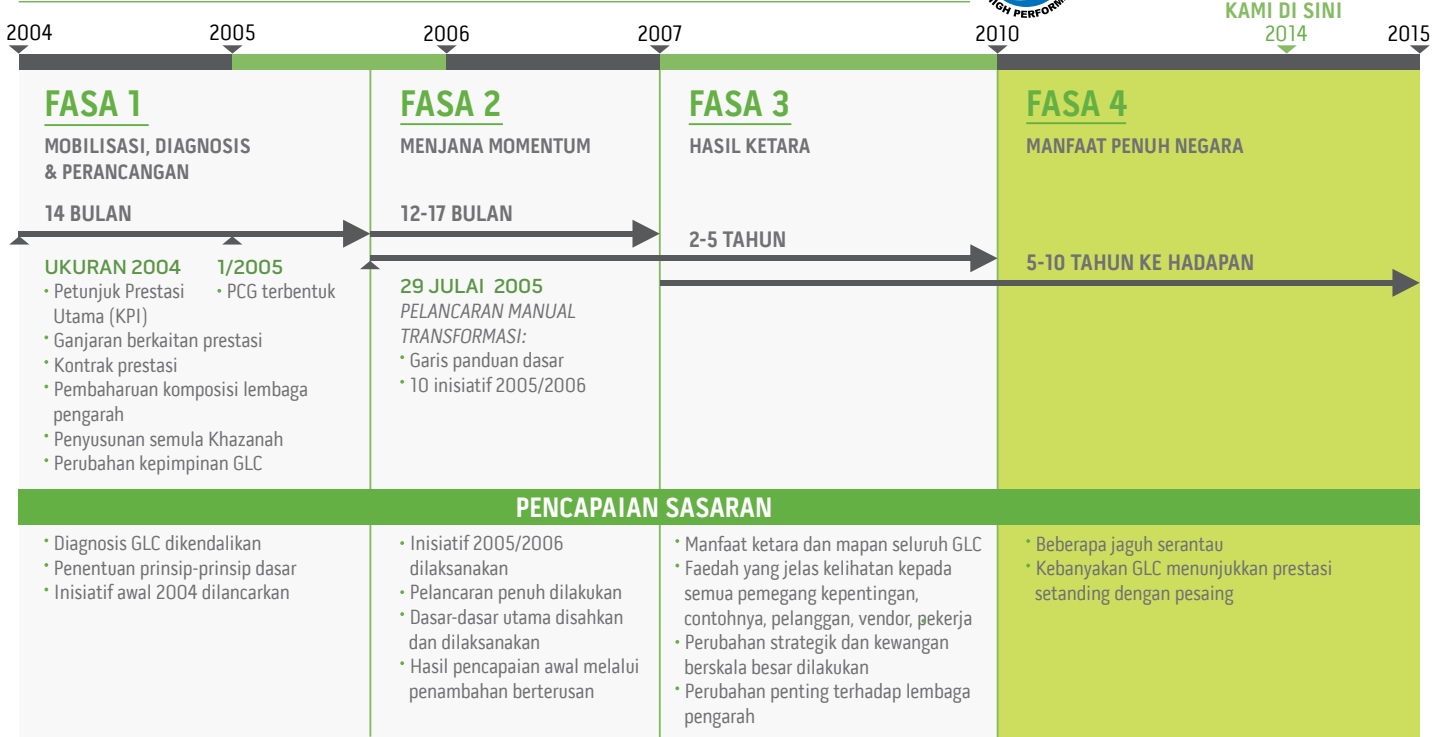 HIGH PERFORM
KAMI DI SINI
2004 2005 2006 2007 2010 2014 2015
FASA 1
MOBILISASI, DIAGNOSIS
& PERANCANGAN
14 BULAN
UKURAN 2004
• Petunjuk Prestasi
Utama (KPI)
• Ganjaran berkaitan prestasi
• Kontrak prestasi
• Pembaharuan komposisi lembaga
pengarah
• Penyusunan semula Khazanah
• Perubahan kepimpinan GLC
1/2005
• PCG terbentuk
FASA 2
MENJANA MOMENTUM
12-17 BULAN
29 JULAI 2005
PELANCARAN MANUAL
TRANSFORMASI:
• Garis panduan dasar
• 10 inisiatif 2005/2006
FASA 3
HASIL KETARA
2-5 TAHUN
FASA 4
MANFAAT PENUH NEGARA
5-10 TAHUN KE HADAPAN
PENCAPAIAN SASARAN
• Diagnosis GLC dikendalikan
• Penentuan prinsip-prinsip dasar
• Inisiatif awal 2004 dilancarkan
• Inisiatif 2005/2006
dilaksanakan
• Pelancaran penuh dilakukan
• Dasar-dasar utama disahkan
dan dilaksanakan
• Hasil pencapaian awal melalui
penambahan berterusan
• Manfaat ketara dan mapan seluruh GLC
• Faedah yang jelas kelihatan kepada
semua pemegang kepentingan,
contohnya, pelanggan, vendor, pekerja
• Perubahan strategik dan kewangan
berskala besar dilakukan
• Perubahan penting terhadap lembaga
pengarah
• Beberapa jaguh serantau
• Kebanyakan GLC menunjukkan prestasi
setanding dengan pesaing